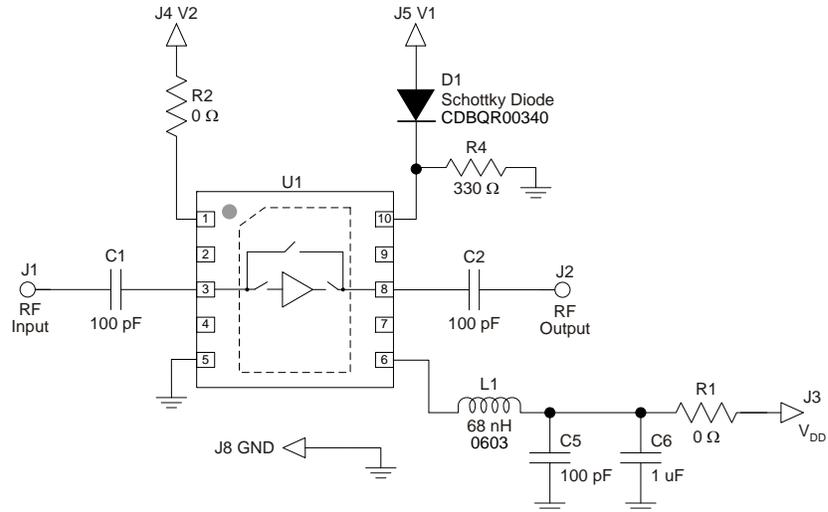 J4 V2
J5 V1
R2
0 Ω
D1
Schottky Diode
CDBQR00340
R4
330 Ω
U1
1
10
2
9
C1
C2
J1
3
8
J2
RF
Input
100 pF
100 pF
RF
Output
4
7
5
6
L1
68 nH
0603
R1
0 Ω
J3
VDD
J8 GND
C5
100 pF
C6
1 uF